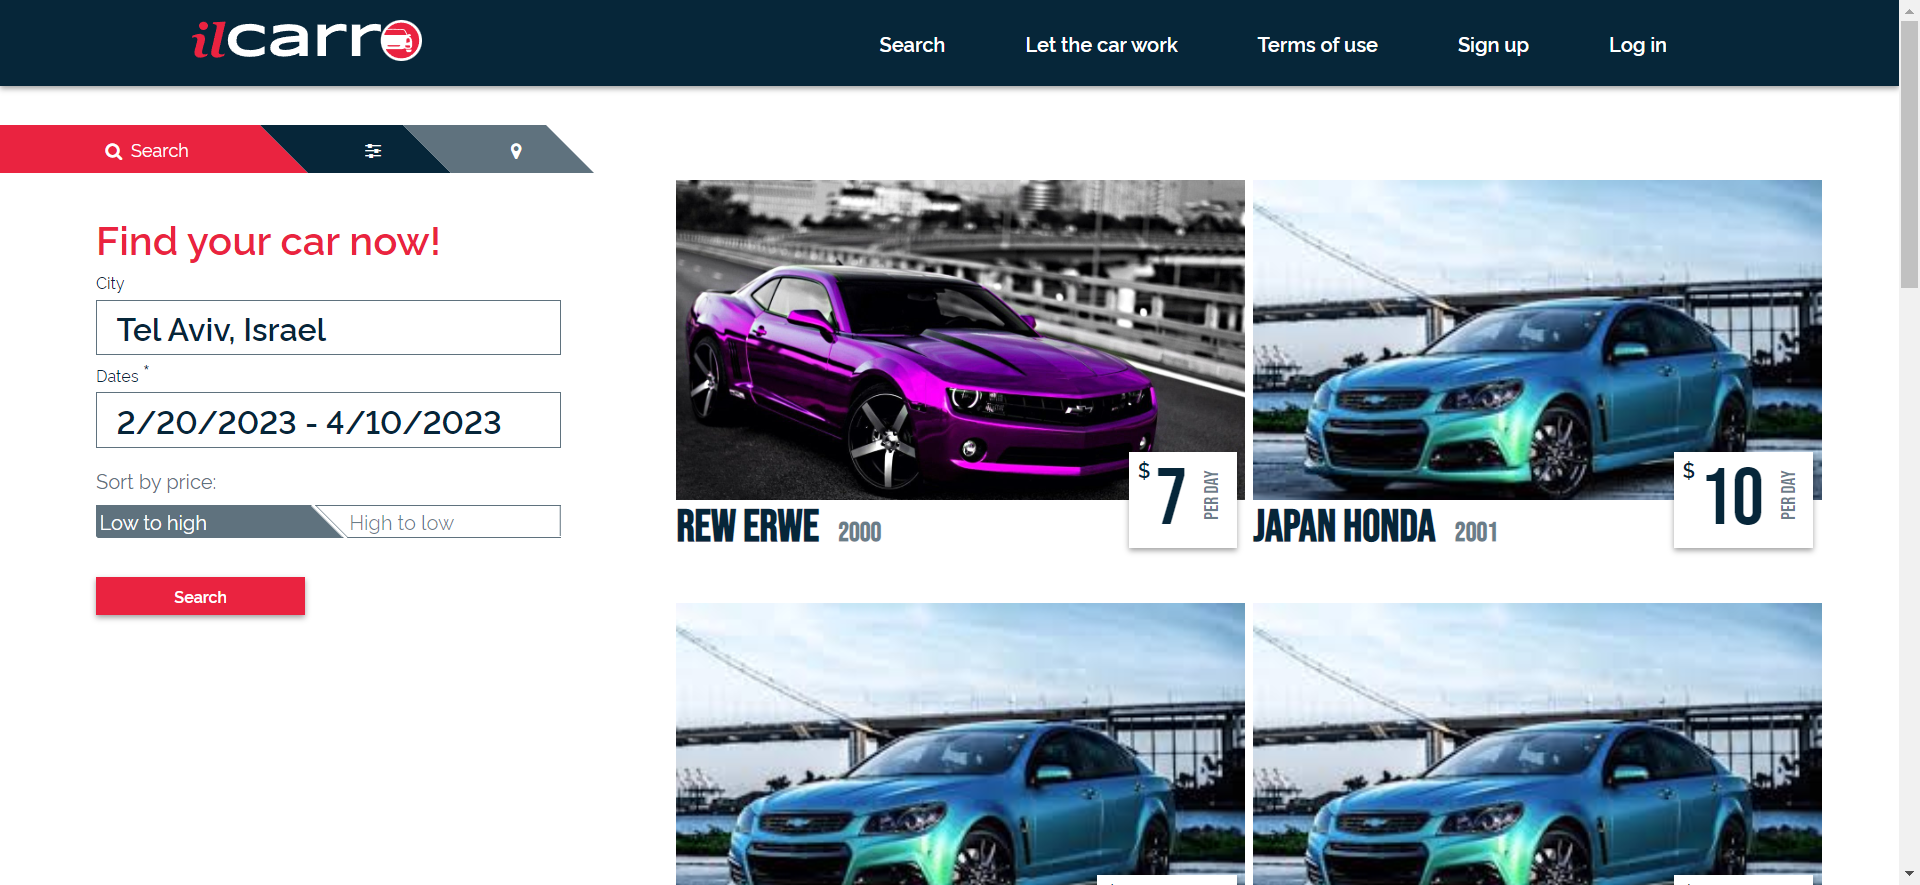 ilcarro
Search
Let the car work
Terms of use
Sign up
Log in
Search
Find your car now!
City
Tel Aviv, Israel
Dates *
2/20/2023 - 4/10/2023
Sort by price:
Low to high
High to low
Search
$ 7 PER DAY
REW ERWE 2000
$ 10 PER DAY
JAPAN HONDA 2001